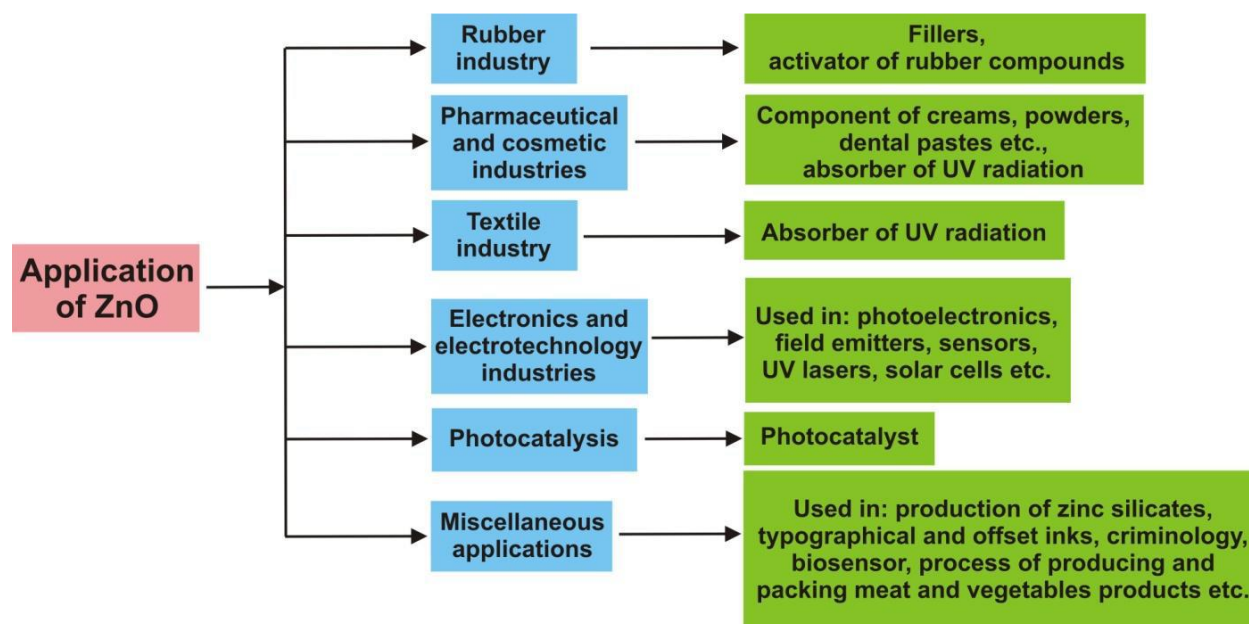 Application
of ZnO
Rubber
industry
Fillers,
activator of rubber compounds
Pharmaceutical
and cosmetic
industries
Component of creams, powders,
dental pastes etc.,
absorber of UV radiation
Textile
industry
Absorber of UV radiation
Electronics and
electrotechnology
industries
Used in: photoelectronics,
field emitters, sensors,
UV lasers, solar cells etc.
Photocatalysis
Photocatalyst
Miscellaneous
applications
Used in: production of zinc silicates,
typographical and offset inks, criminology,
biosensor, process of producing and
packing meat and vegetables products etc.